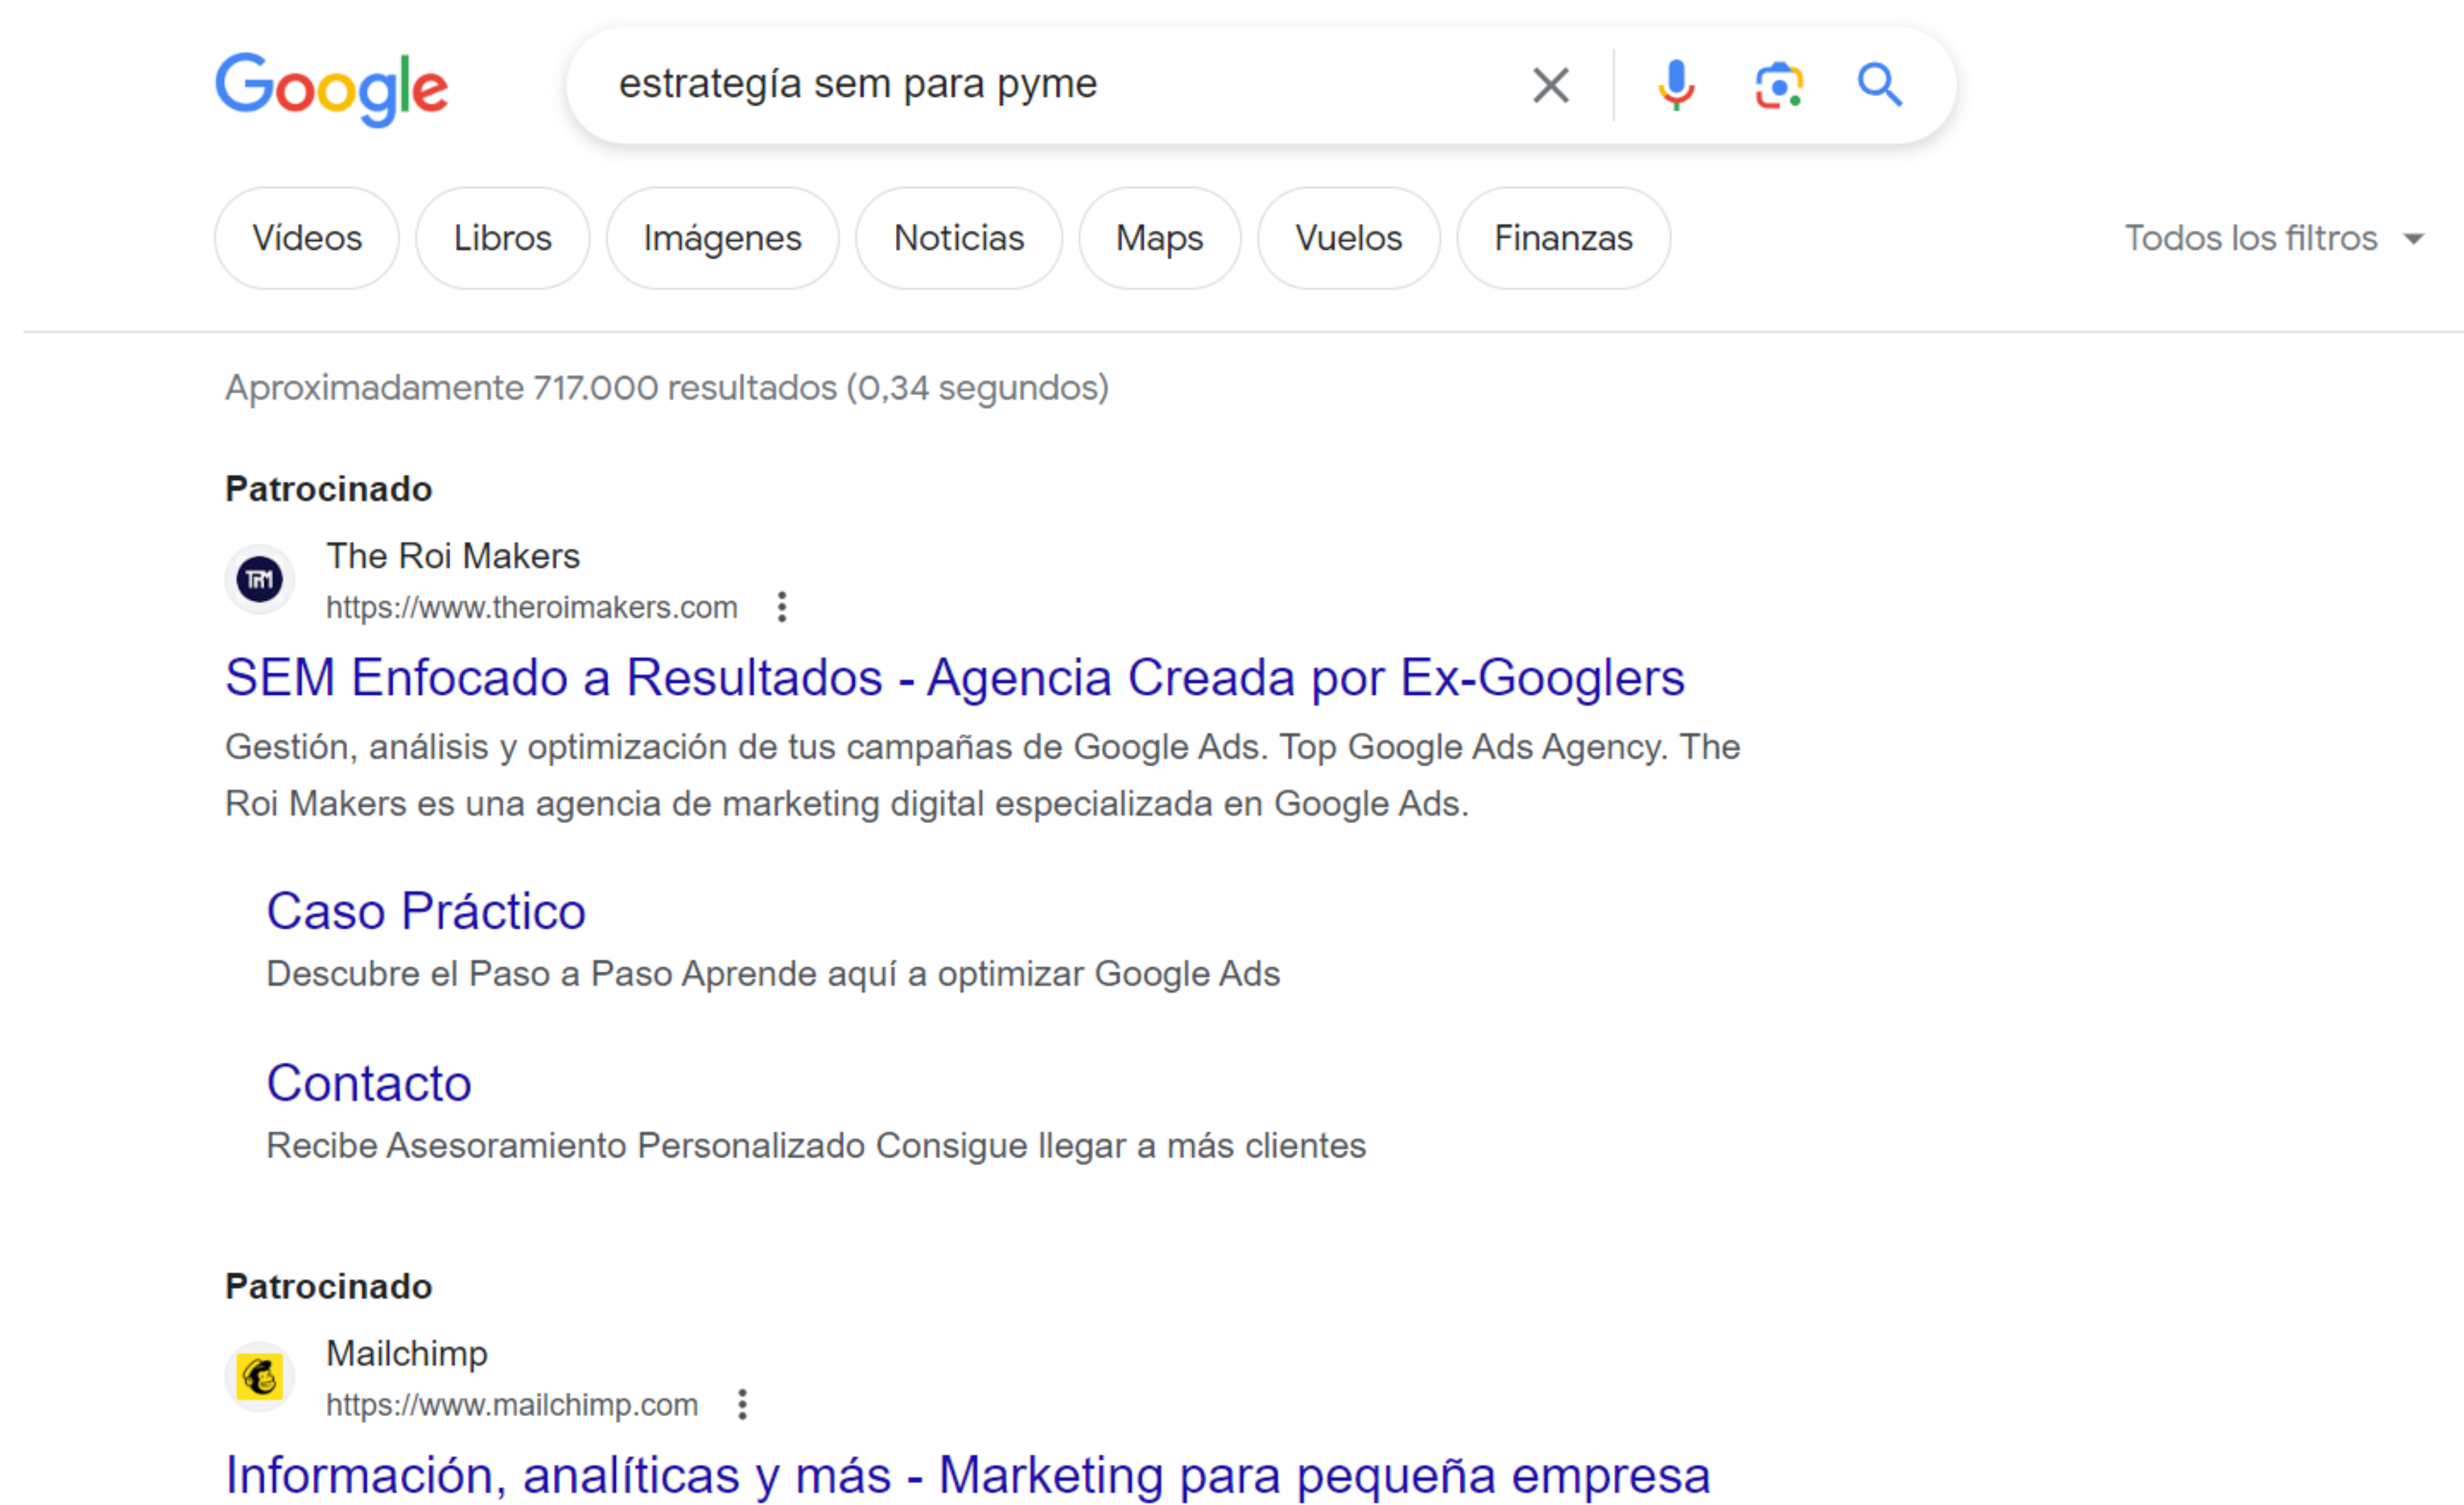 Google
estrategía sem para pyme
Vídeos Libros Imágenes Noticias Maps Vuelos Finanzas Todos los filtros
Aproximadamente 717.000 resultados (0,34 segundos)
Patrocinado
TRM
The Roi Makers
https://www.theroimakers.com
SEM Enfocado a Resultados - Agencia Creada por Ex-Googlers
Gestión, análisis y optimización de tus campañas de Google Ads. Top Google Ads Agency. The
Roi Makers es una agencia de marketing digital especializada en Google Ads.
Caso Práctico
Descubre el Paso a Paso Aprende aquí a optimizar Google Ads
Contacto
Recibe Asesoramiento Personalizado Consigue llegar a más clientes
Patrocinado
Mailchimp
https://www.mailchimp.com
Información, analíticas y más - Marketing para pequeña empresa